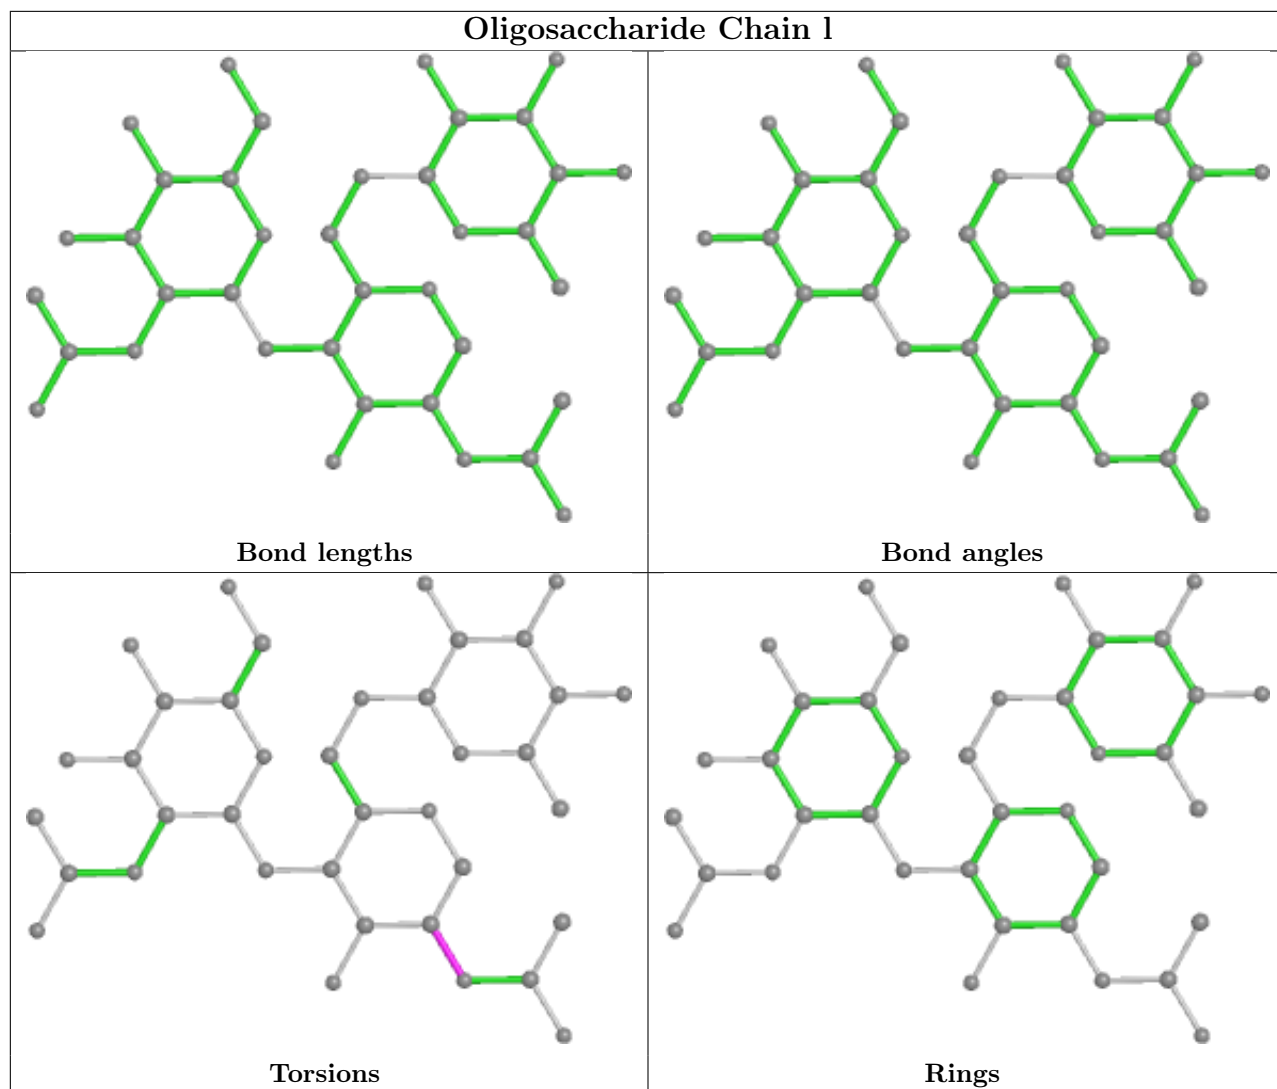 Oligosaccharide Chain l
Bond lengths
Bond angles
Torsions
Rings